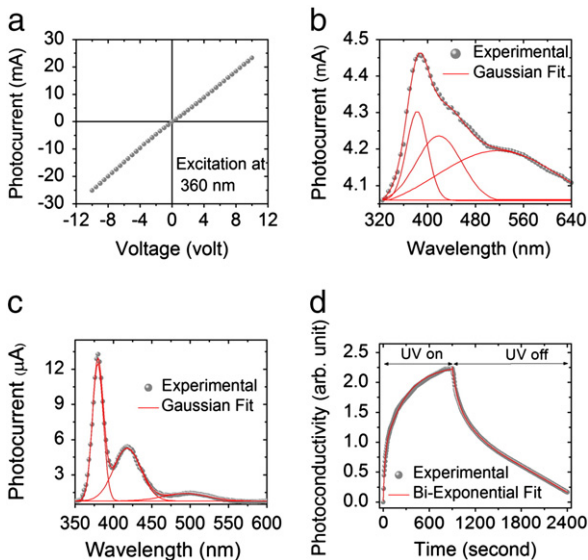 a
Photocurrent (mA)
30
20
10
0
-10
-20
-30
-12 -8 -4 0 4 8 12
Voltage (volt)
Excitation at
360 nm
b
Photocurrent (mA)
4.5
4.4
4.3
4.2
4.1
320 400 480 560 640
Wavelength (nm)
Experimental
Gaussian Fit
c
Photocurrent (μA)
12
9
6
3
350 400 450 500 550 600
Wavelength (nm)
Experimental
Gaussian Fit
d
Photoconductivity (arb. unit)
2.5
2.0
1.5
1.0
0.5
0.0
0 600 1200 1800 2400
Time (second)
UV on
UV off
Experimental
Bi-Exponential Fit